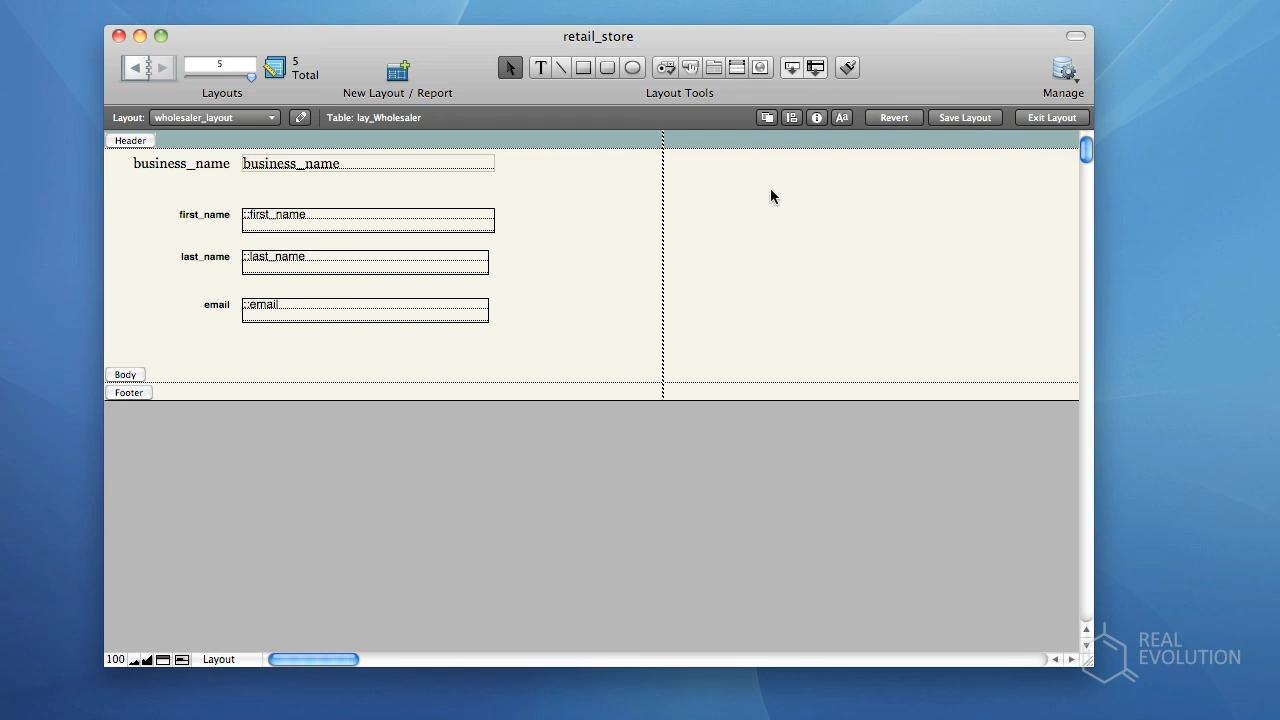 retail_store
5
5
Total
Layouts
New Layout / Report
T
Layout Tools
Manage
Layout: wholesaler_layout
Table: lay_Wholesaler
Aa
Revert
Save Layout
Exit Layout
Header
business_name business_name
first_name ::first_name
last_name ::last_name
email ::email
Body
Footer
100
Layout
REAL
EVOLUTION